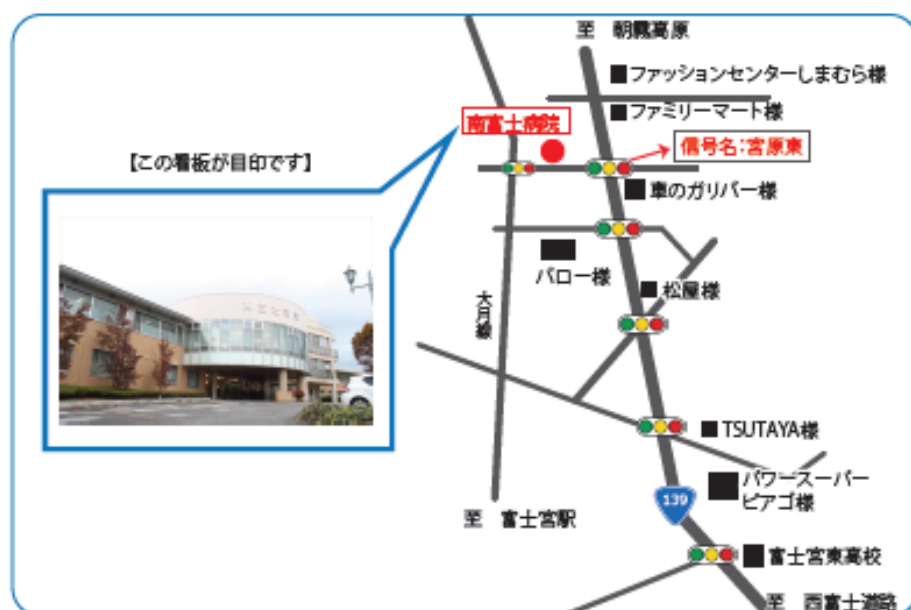 至 朝霧高原
ファッションセンターしまむら様
ファミリーマート様
南富士病院
信号名:宮原東
【この看板が目印です】
車のガリバー様
バロー様
松屋様
大月線
TSUTAYA様
139
パワースーパー
ピアゴ様
至 富士宮駅
富士宮東高校
至 西富士道路